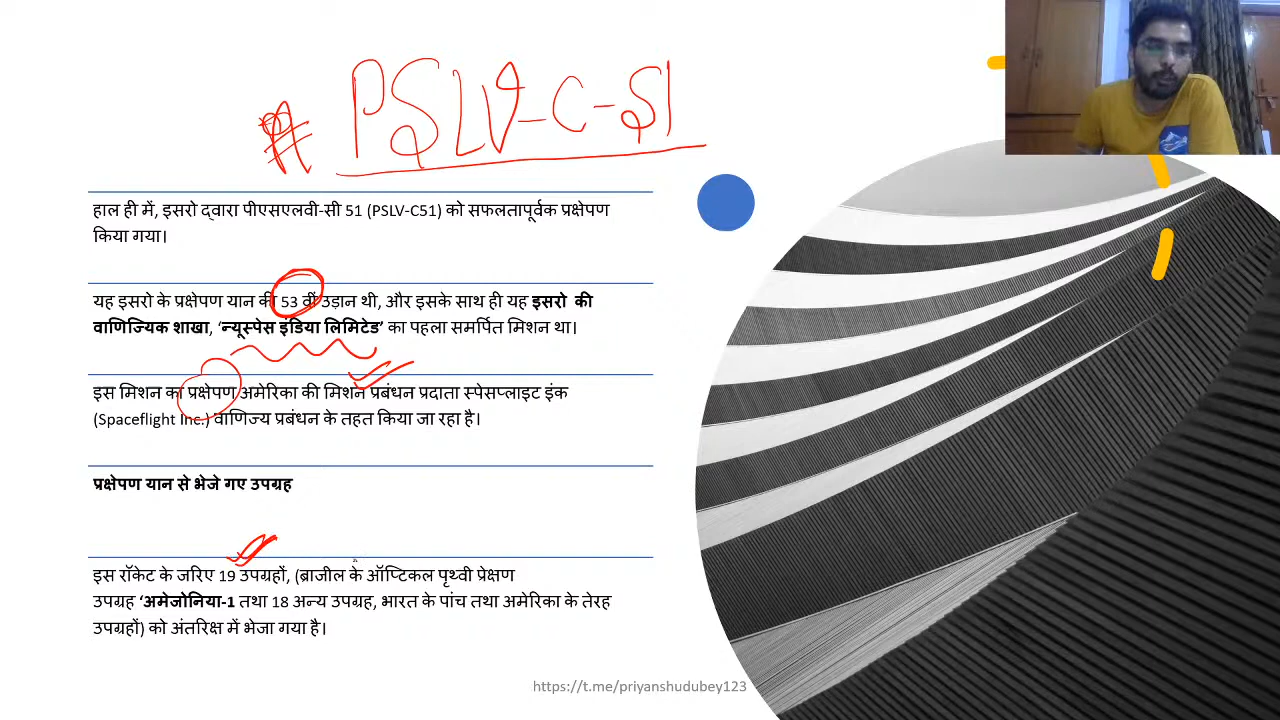 # PSLV-C-51
हाल ही में, इसरो द्वारा पीएसएलवी-सी 51 (PSLV-C51) को सफलतापूर्वक प्रक्षेपण
किया गया।
यह इसरो के प्रक्षेपण यान की 53 वीं उडान थी, और इसके साथ ही यह इसरो की
वाणिज्यिक शाखा, ‘न्यूस्पेस इंडिया लिमिटेड’ का पहला समर्पित मिशन था।
इस मिशन का प्रक्षेपण अमेरिका की मिशन प्रबंधन प्रदाता स्पेसफ्लाइट इंक
(Spaceflight Inc.) वाणिज्य प्रबंधन के तहत किया जा रहा है।
प्रक्षेपण यान से भेजे गए उपग्रह
इस रॉकेट के जरिए 19 उपग्रहों, (ब्राजील के ऑप्टिकल पृथ्वी प्रेक्षण
उपग्रह ‘अमेजोनिया-1 तथा 18 अन्य उपग्रह, भारत के पांच तथा अमेरिका के तेरह
उपग्रहों) को अंतरिक्ष में भेजा गया है।
https://t.me/priyanshudubey123